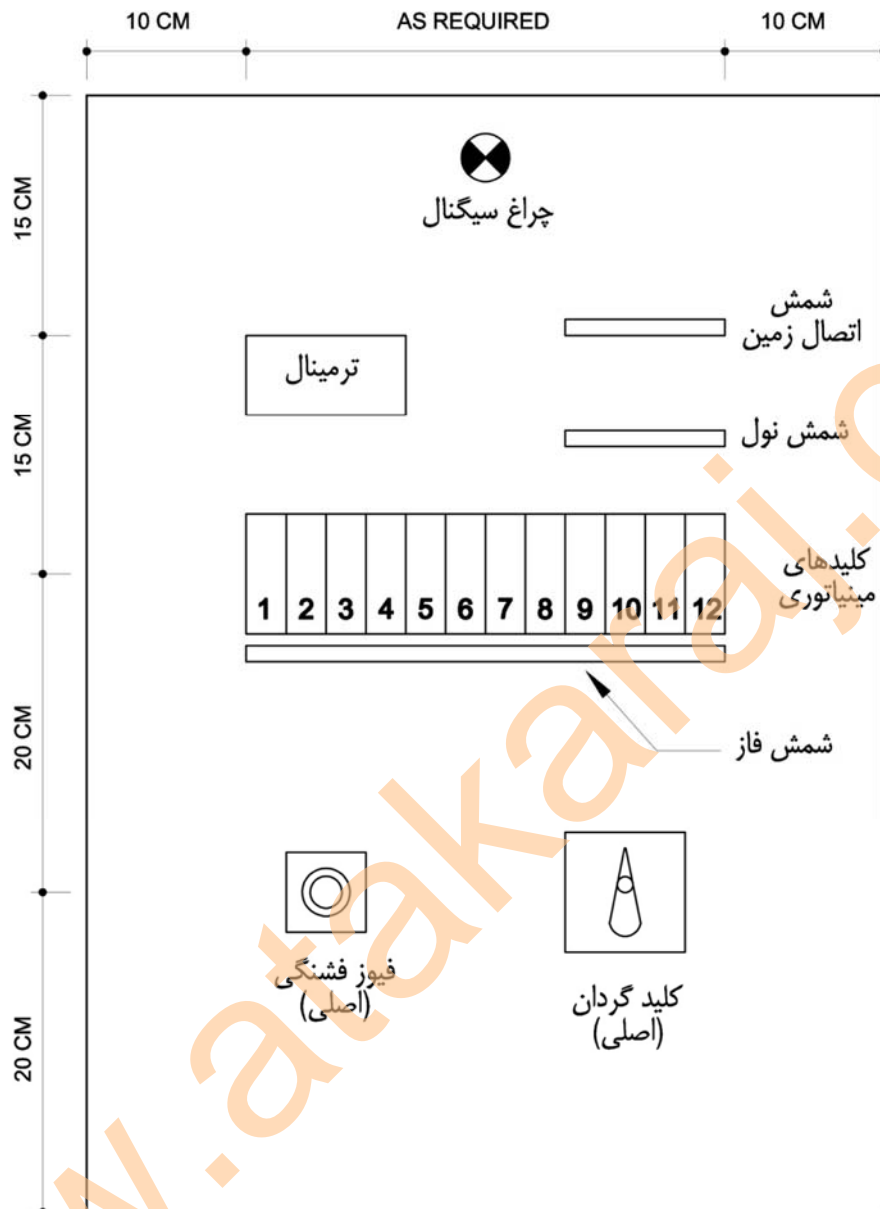 10 CM
AS REQUIRED
10 CM
15 CM
چراغ سیگنال
شمش
اتصال زمین
ترمینال
15 CM
شمش نول
کلیدهای
مینیاتوری
1 2 3 4 5 6 7 8 9 10 11 12
20 CM
شمش فاز
فیوز فشنگی
(اصلی)
کلید گردان
(اصلی)
20 CM
w.atakaraj.c